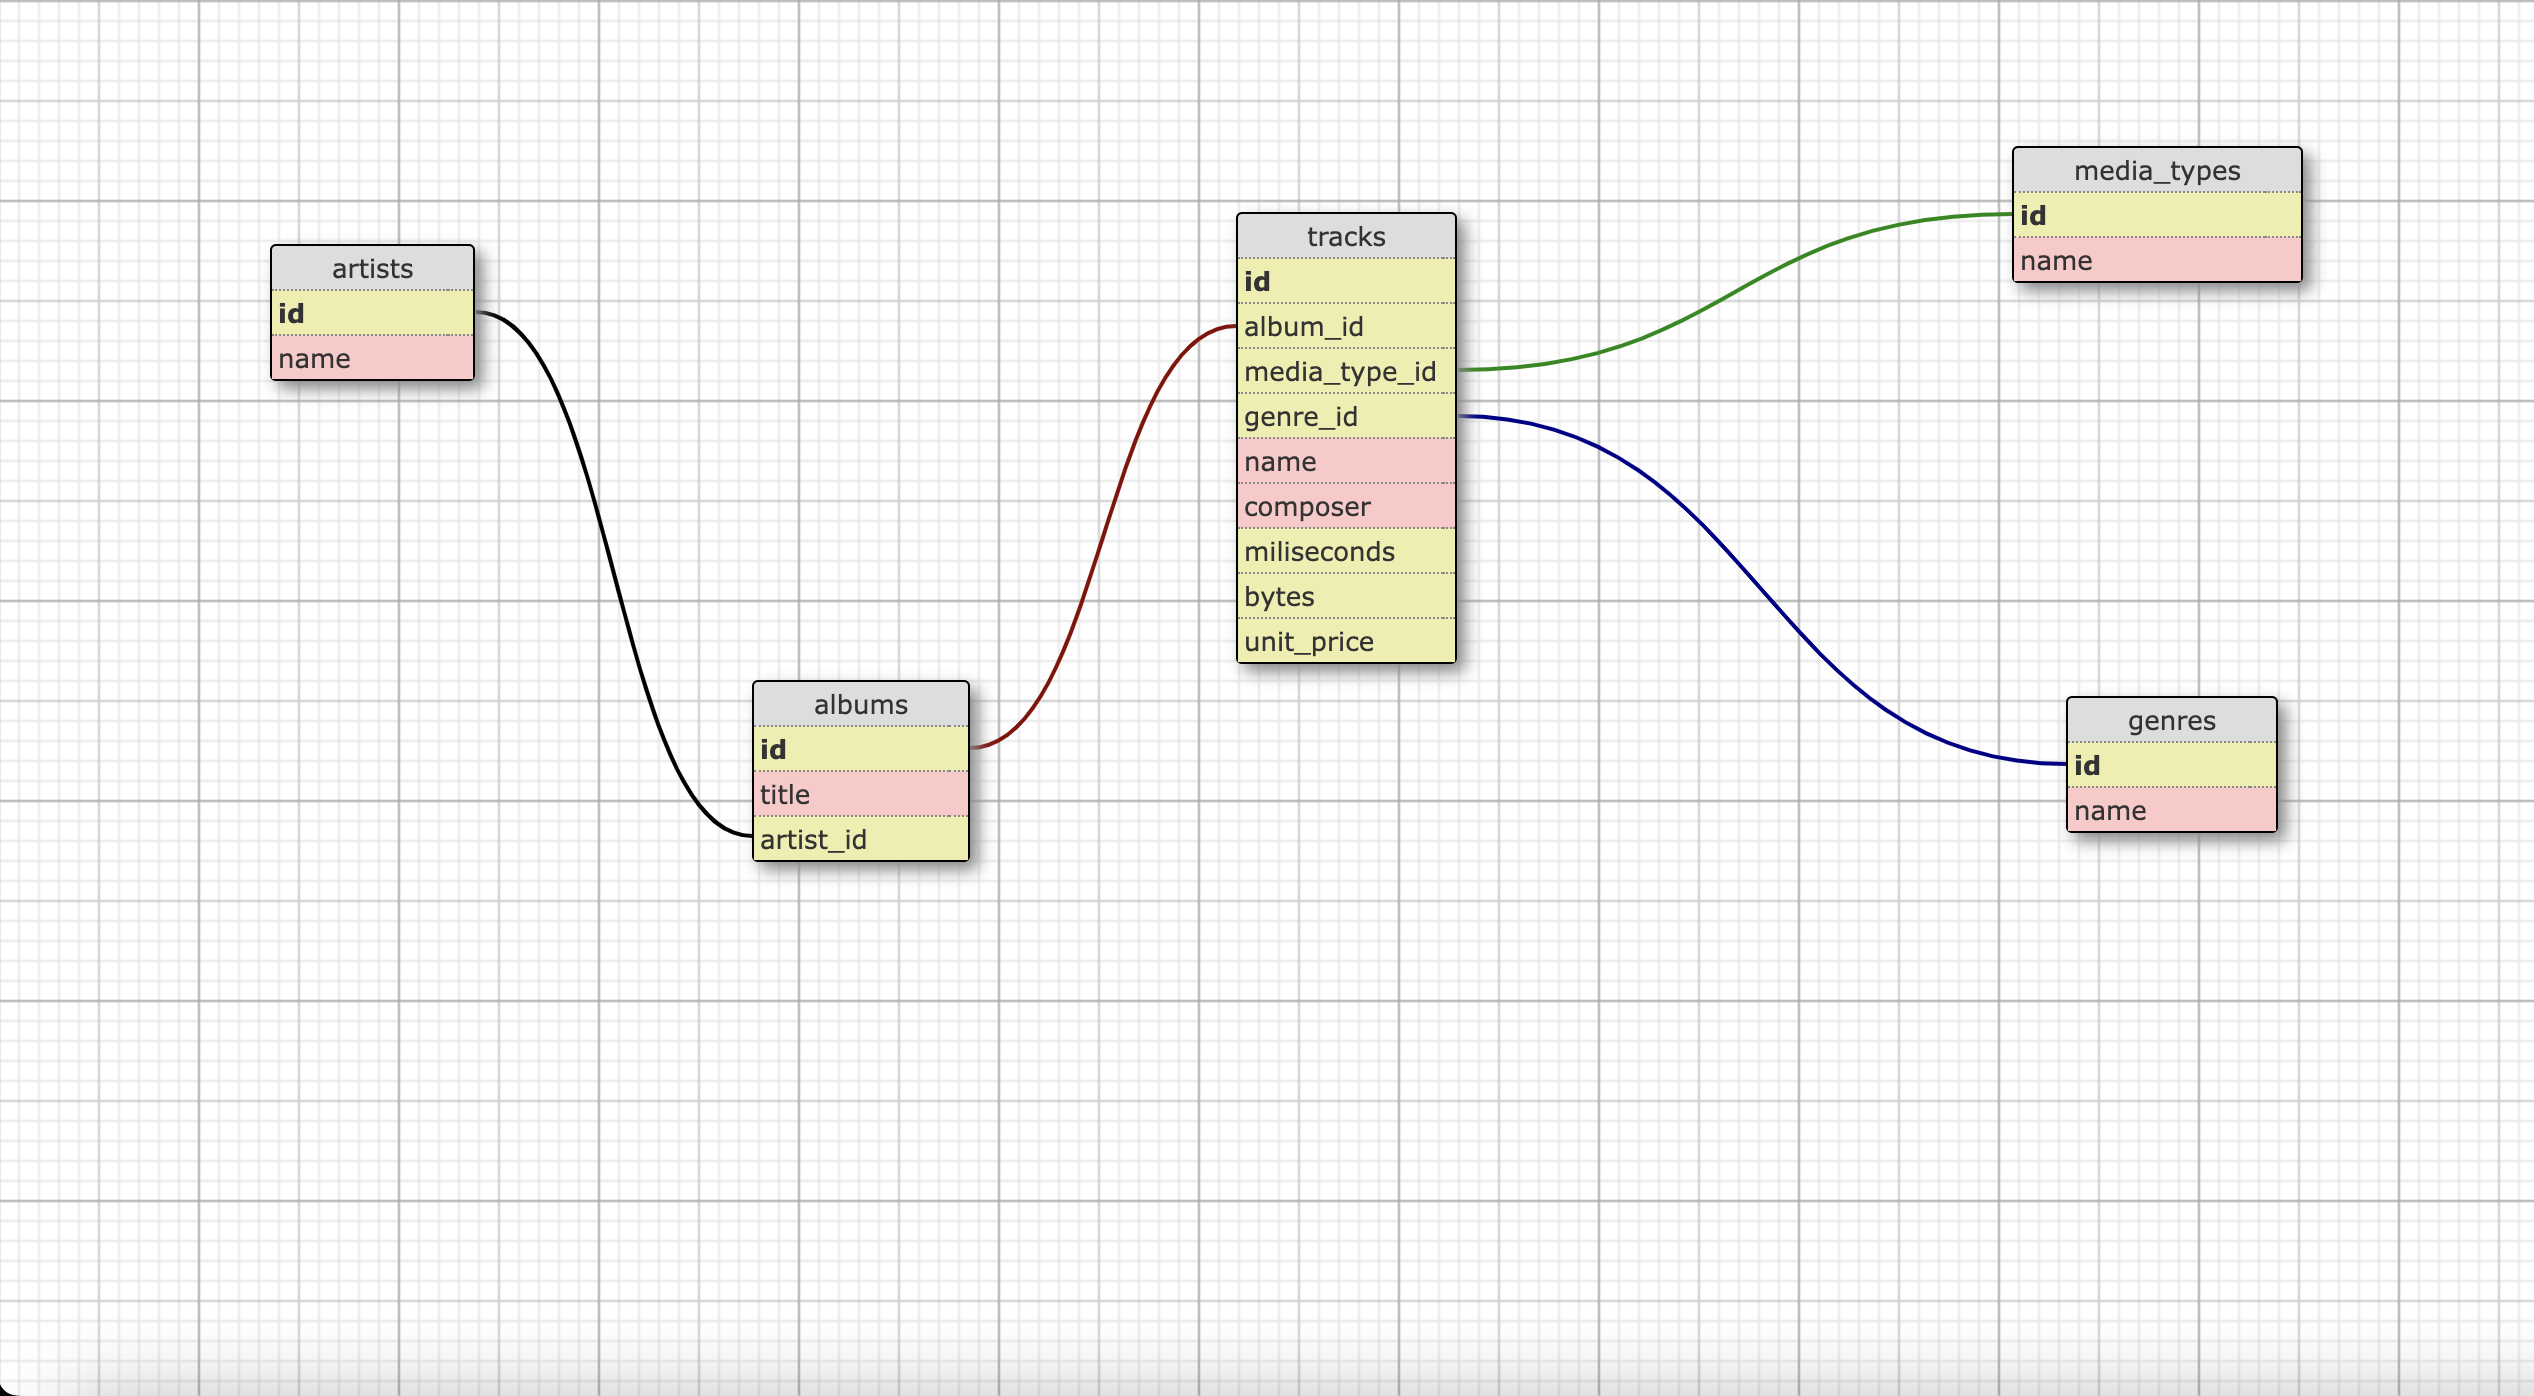 artists
id
name
albums
id
title
artist_id
tracks
id
album_id
media_type_id
genre_id
name
composer
miliseconds
bytes
unit_price
media_types
id
name
genres
id
name